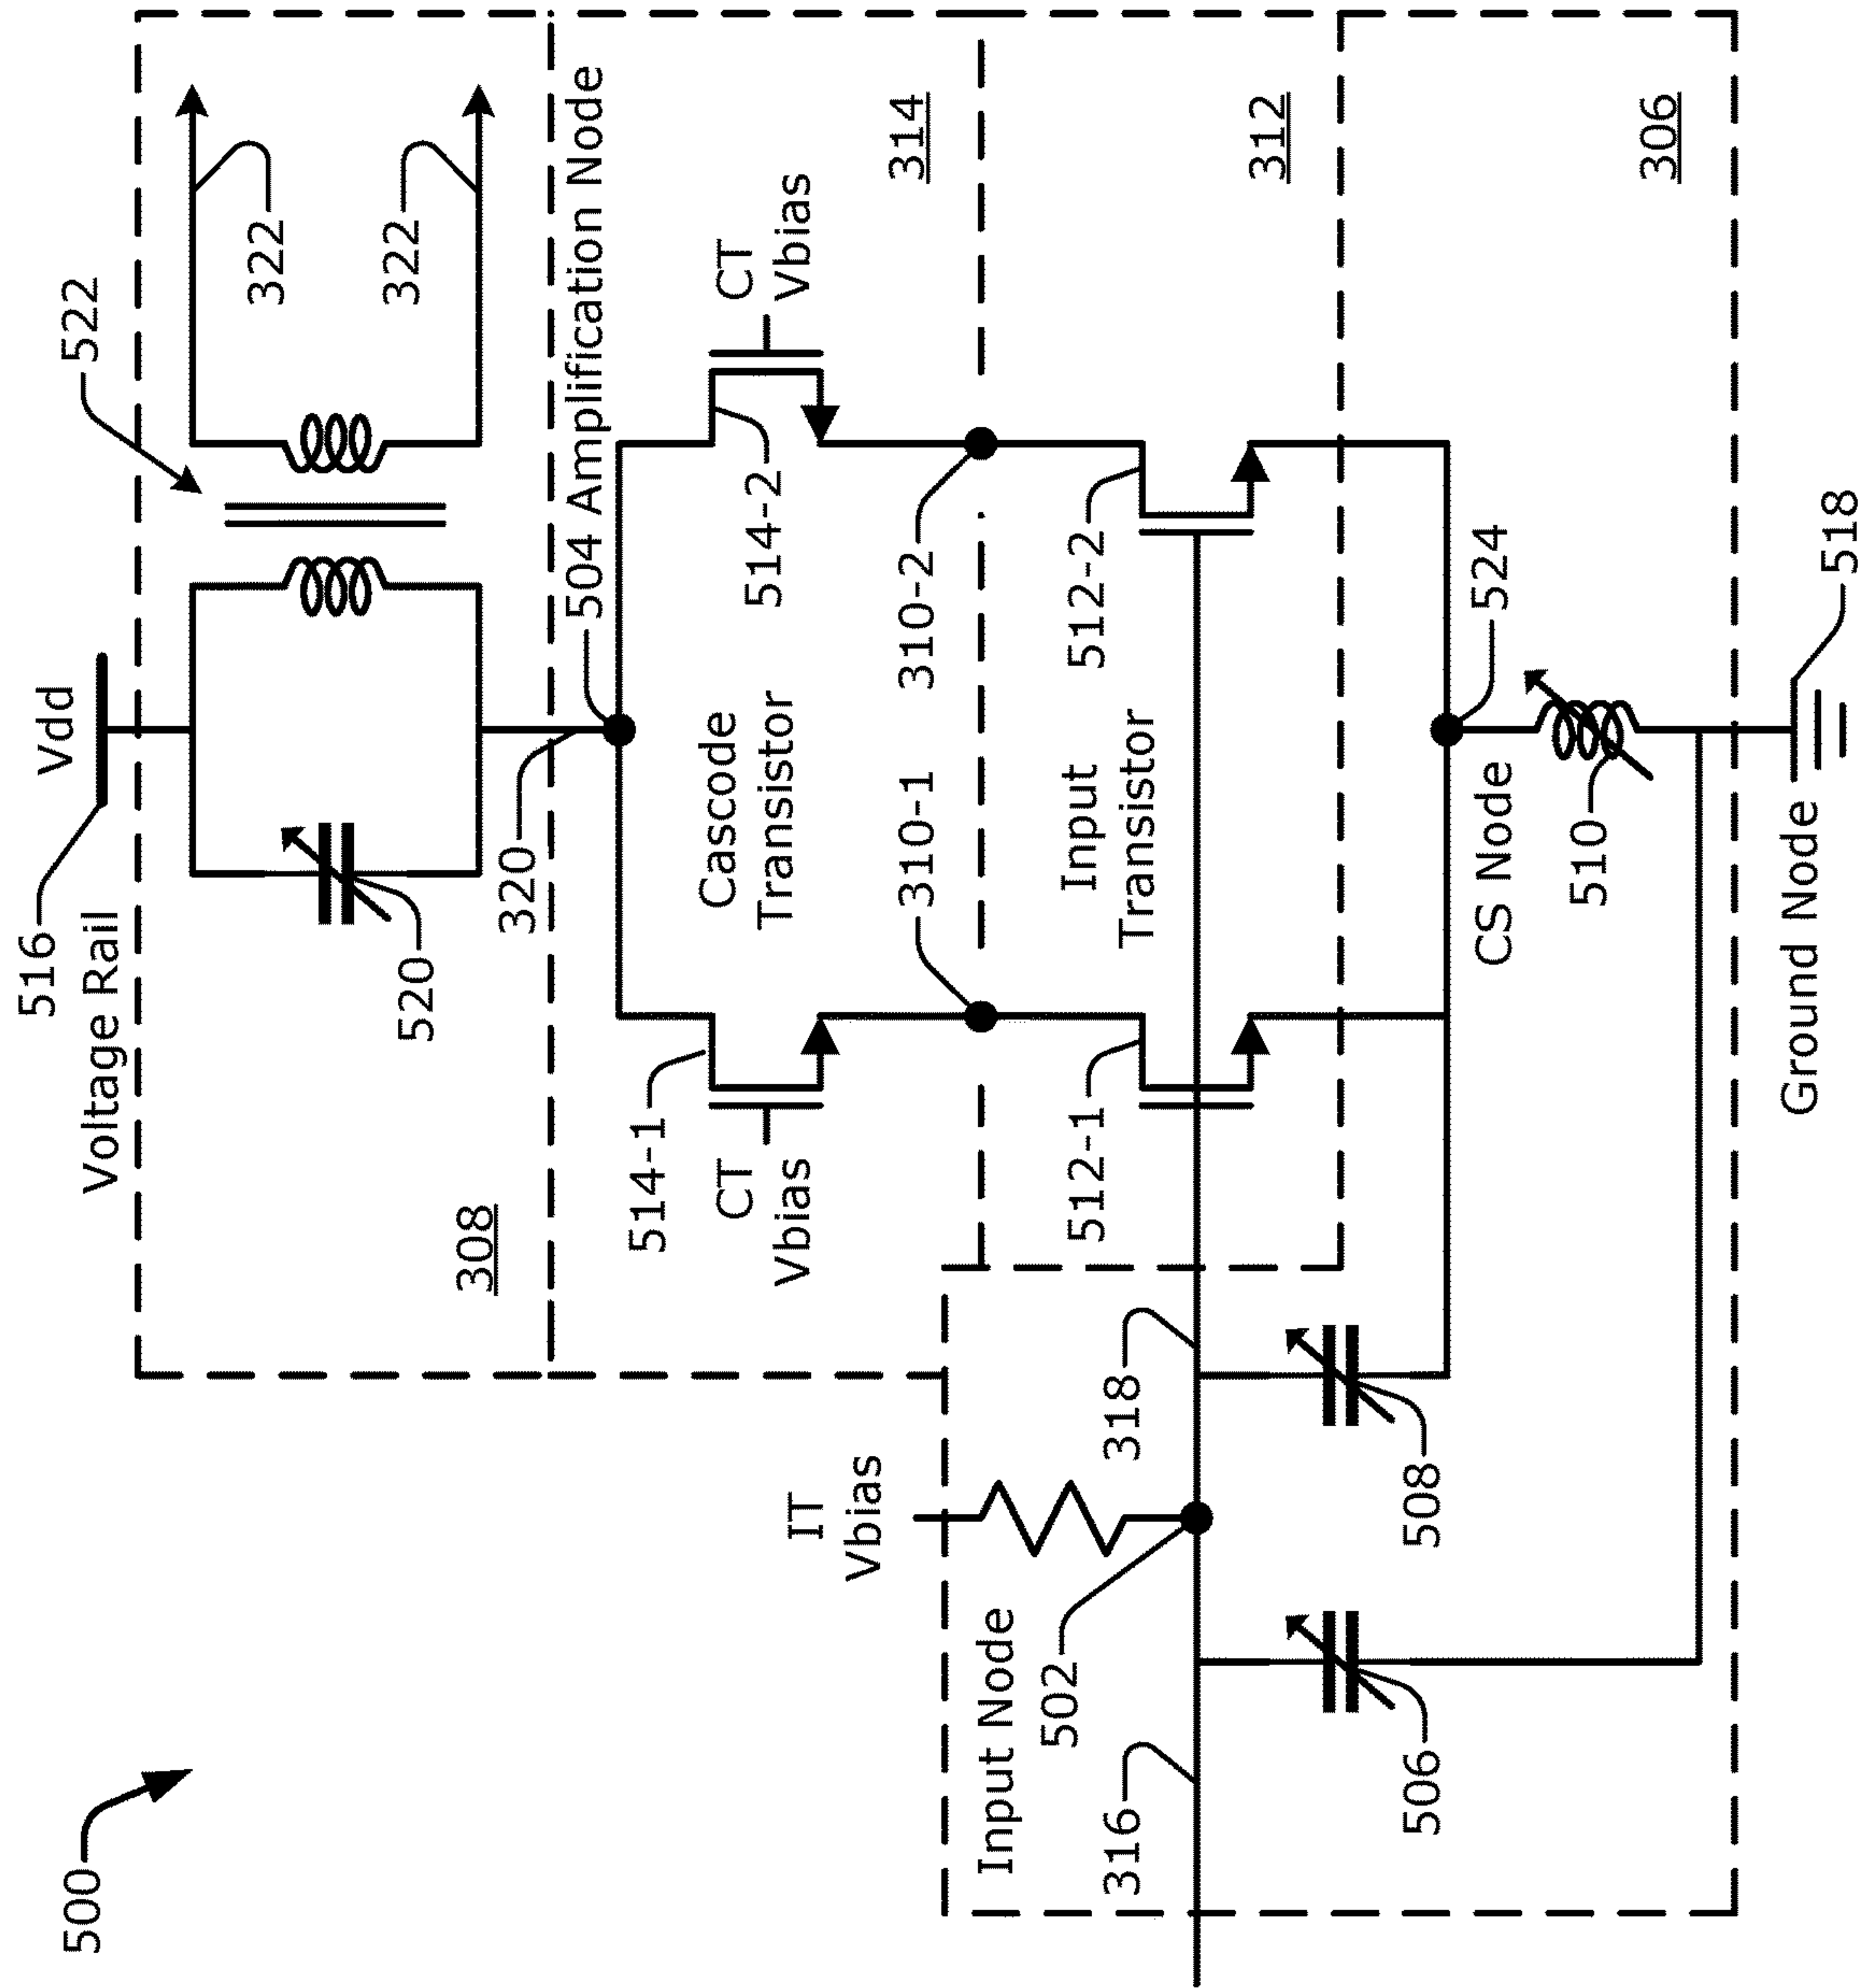 500
516
Voltage Rail
Vdd
522
322
322
520
308
320
504 Amplification Node
514-1
CT
Vbias
Cascode
Transistor
514-2
CT
Vbias
314
310-1
310-2
IT
Vbias
Input Node
502
316
318
512-1
Input
Transistor
512-2
312
506
508
CS Node
524
510
306
Ground Node
518